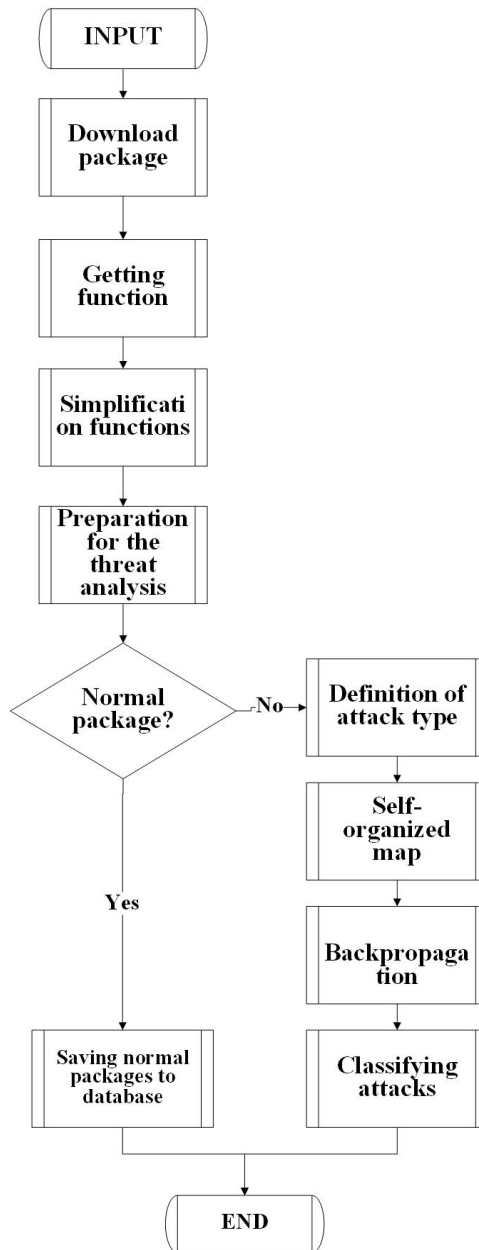 INPUT
Download
package
Getting
function
Simplificati
on functions
Preparation
for the
threat
analysis
Normal
package?
No
Definition of
attack type
Self-
organized
map
Backpropaga
tion
Classifying
attacks
Yes
Saving normal
packages to
database
END